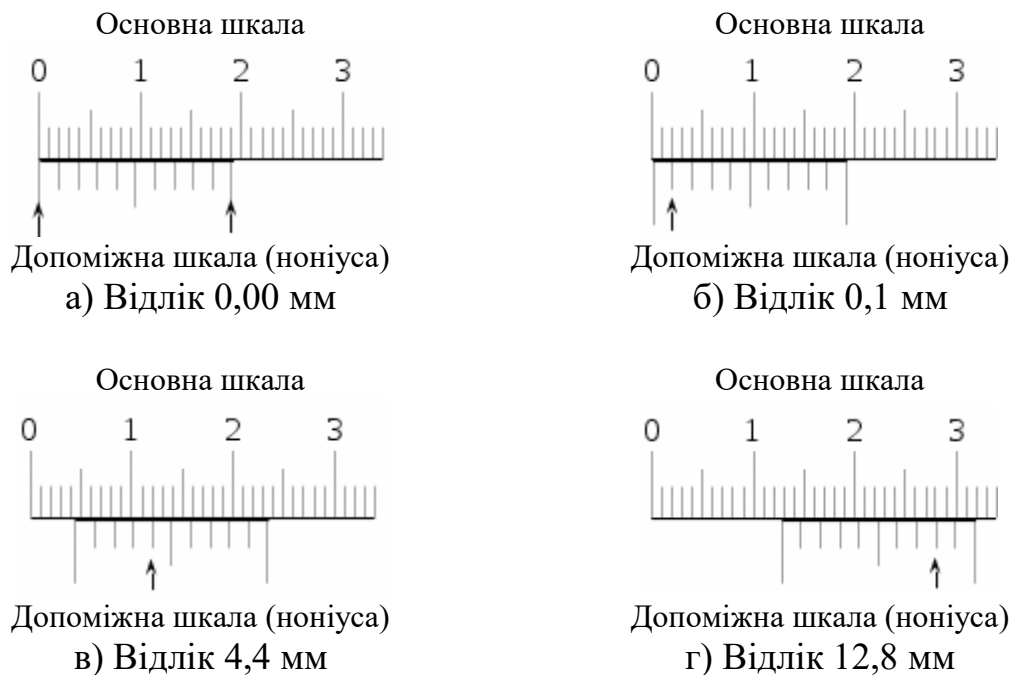 Основна шкала
0 1 2 3
Допоміжна шкала (ноніуса)
а) Відлік 0,00 мм
Основна шкала
0 1 2 3
Допоміжна шкала (ноніуса)
б) Відлік 0,1 мм
Основна шкала
0 1 2 3
Допоміжна шкала (ноніуса)
в) Відлік 4,4 мм
Основна шкала
0 1 2 3
Допоміжна шкала (ноніуса)
г) Відлік 12,8 мм